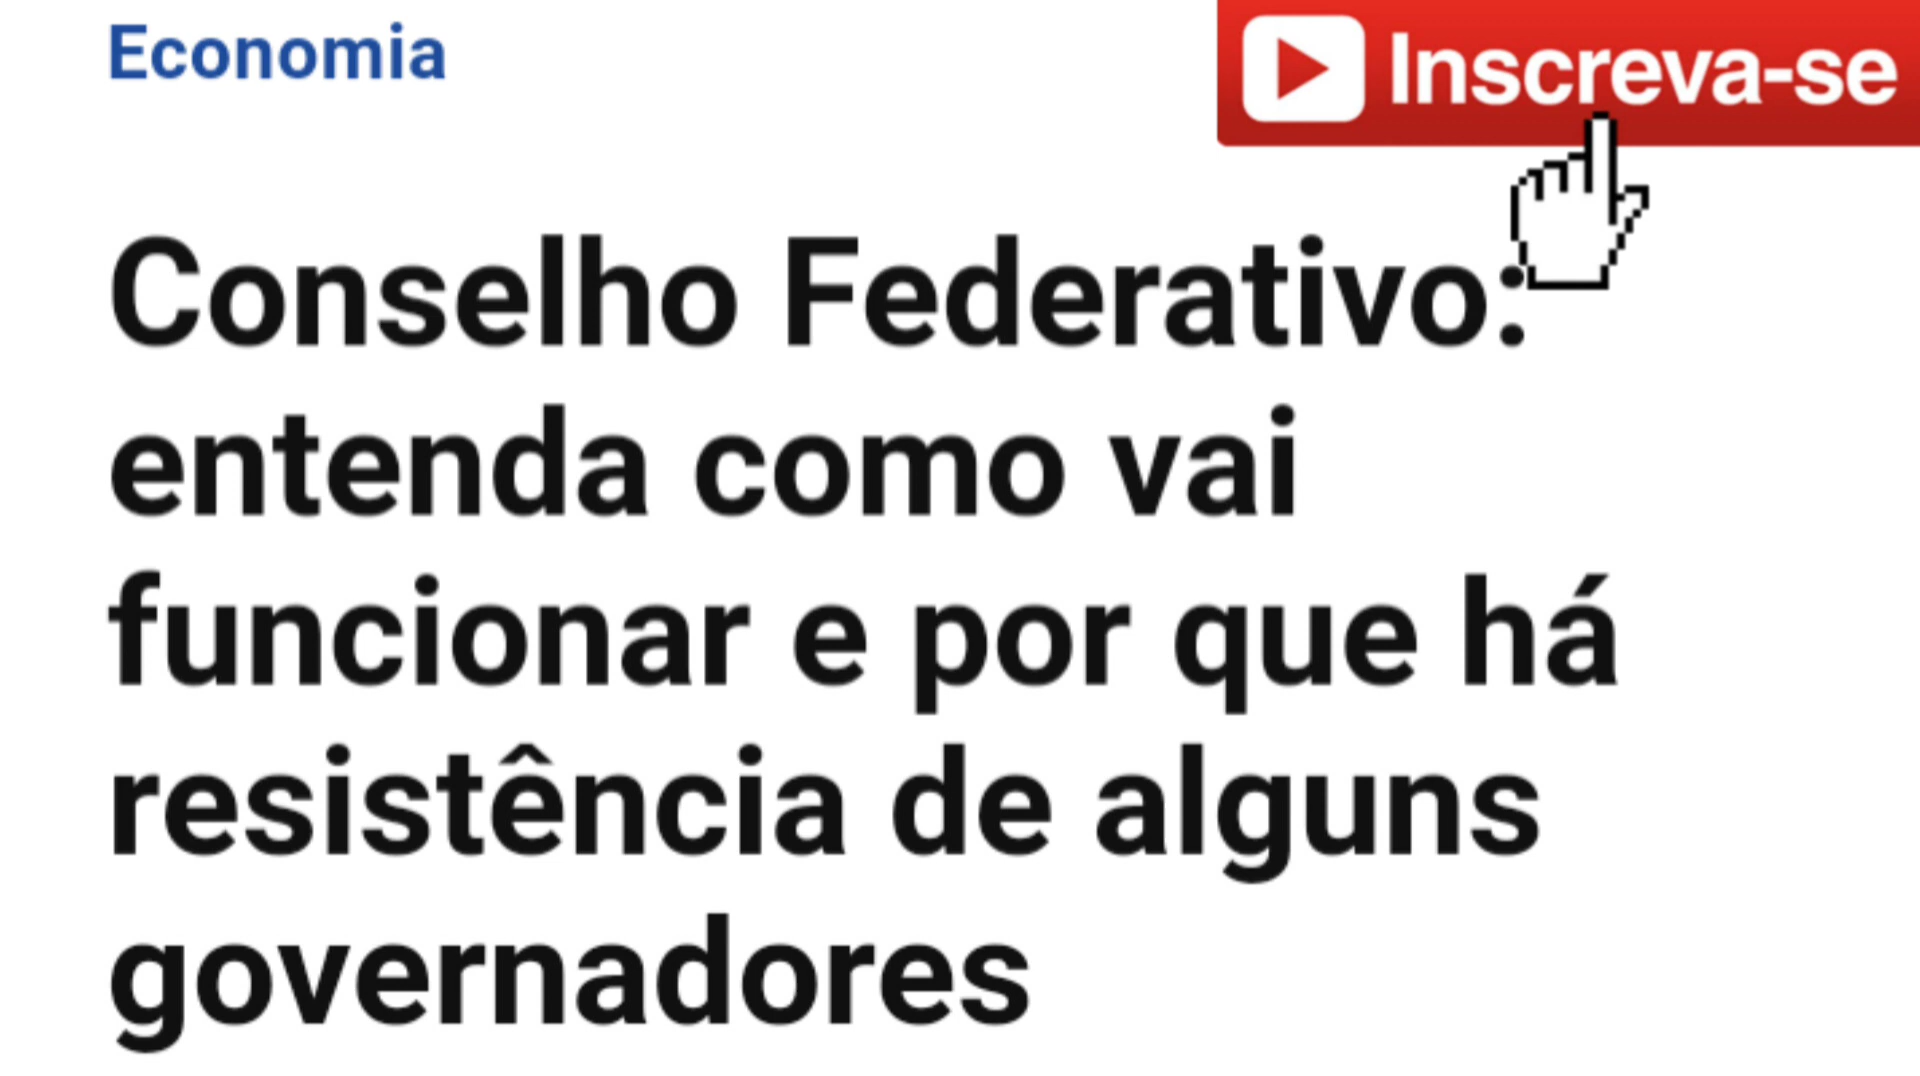 Economia
Inscreva-se
Conselho Federativo:
entenda como vai
funcionar e por que há
resistência de alguns
governadores